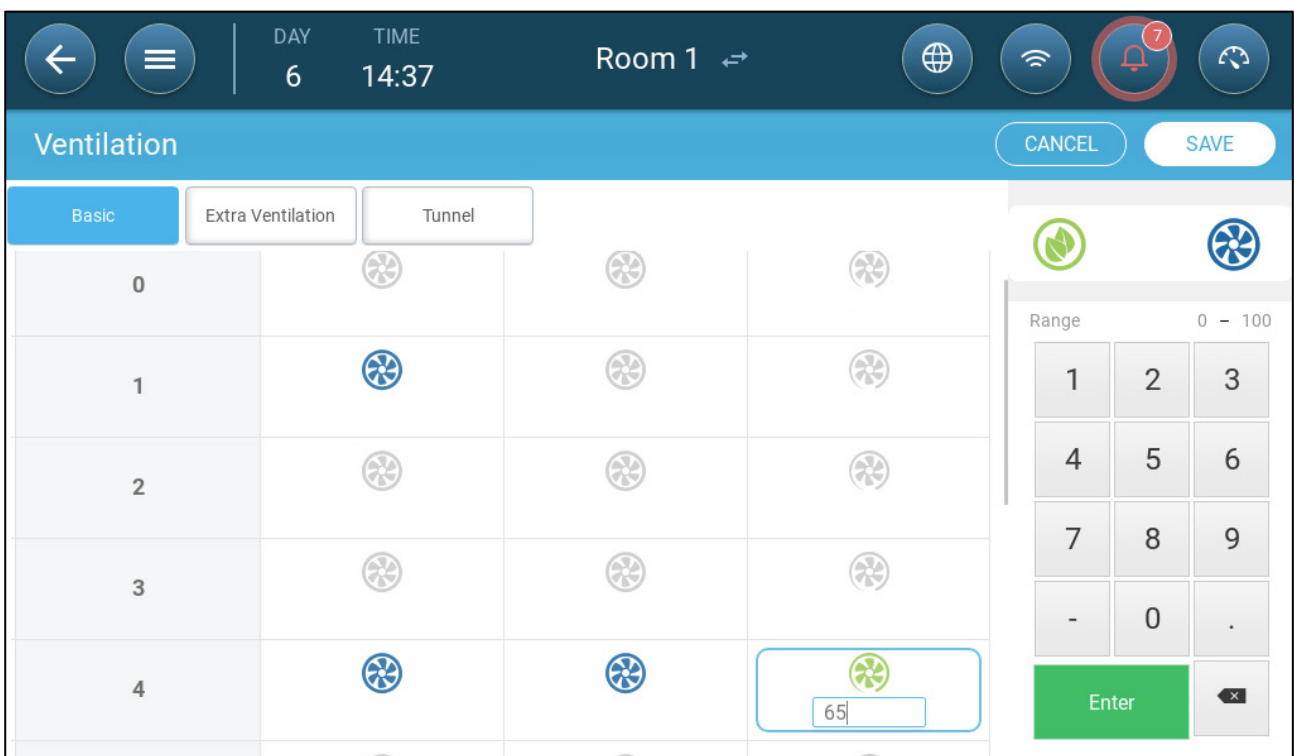 DAY TIME 7
6 14:37 Room 1
Ventilation CANCEL SAVE
Basic Extra Ventilation Tunnel
0
Range 0 - 100
1 1 2 3
2 4 5 6
3 7 8 9
- 0 .
4 65 Enter